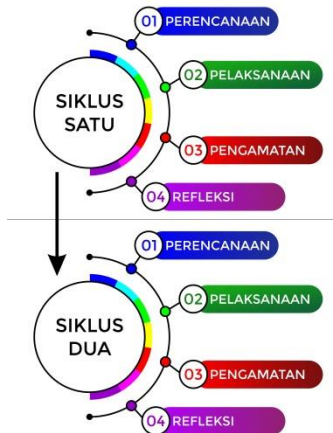 01 PERENCANAAN
02 PELAKSANAAN
SIKLUS
SATU
03 PENGAMATAN
04 REFLEKSI
01 PERENCANAAN
02 PELAKSANAAN
SIKLUS
DUA
03 PENGAMATAN
04 REFLEKSI